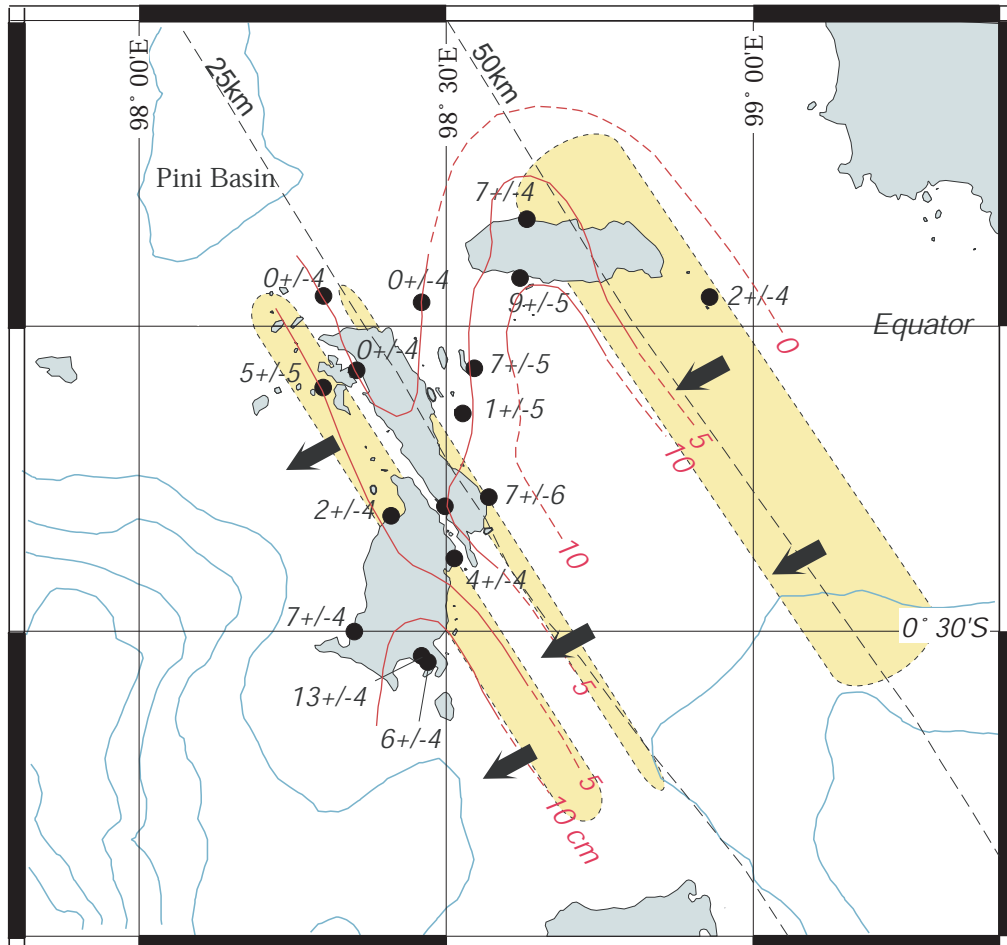 98° 00'E
25km
98° 30'E
50km
99° 00'E
Pini Basin
7+/-4
0+/-4
0+/-4
9+/-5
2+/-4
0
Equator
0+/-4
5+/-5
7+/-5
1+/-5
5
10
2+/-4
7+/-6
10
4+/-4
7+/-4
0° 30'S
13+/-4
5
6+/-4
5
10 cm